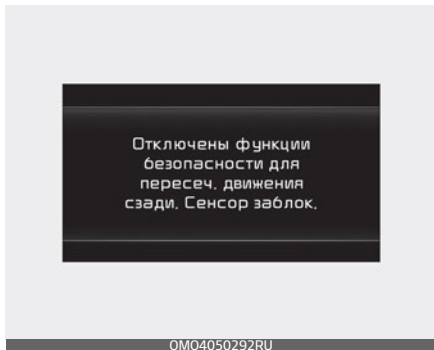 Отключены функции
безопасности для
пересеч. движения
сзади. Сенсор заблок.
OMO4050292RU